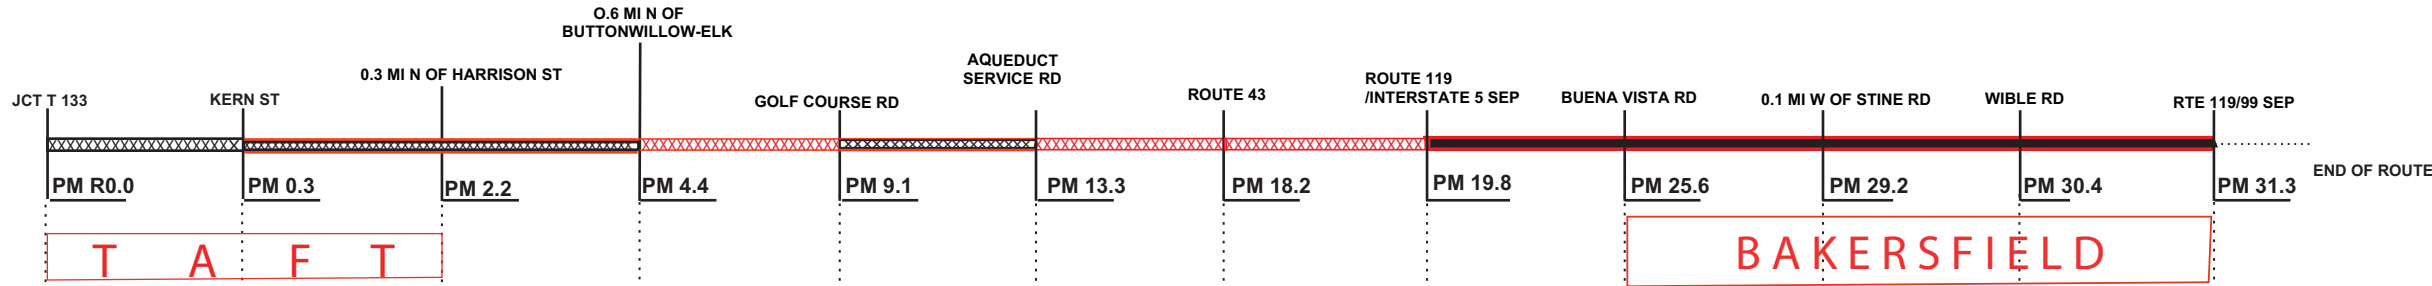 O.6 MI N OF
BUTTONWILLOW-ELK
0.3 MI N OF HARRISON ST
AQUEDUCT
SERVICE RD
JCT T 133
KERN ST
GOLF COURSE RD
ROUTE 43
ROUTE 119
/INTERSTATE 5 SEP
BUENA VISTA RD
0.1 MI W OF STINE RD
WIBLE RD
RTE 119/99 SEP
PM R0.0
PM 0.3
PM 2.2
PM 4.4
PM 9.1
PM 13.3
PM 18.2
PM 19.8
PM 25.6
PM 29.2
PM 30.4
PM 31.3
END OF ROUTE
TAFT
BAKERSFIELD